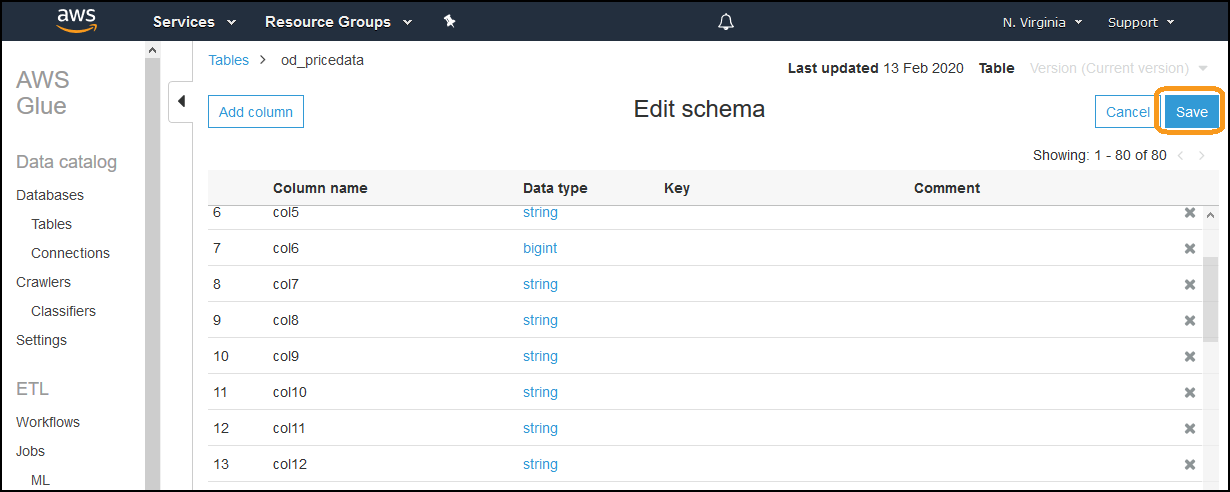 aws Services Resource Groups N. Virginia Support
AWS
Glue
Data catalog
Databases
Tables
Connections
Crawlers
Classifiers
Settings
ETL
Workflows
Jobs
ML
Tables > od_pricedata
Last updated 13 Feb 2020 Table Version (Current version)
Add column Edit schema Cancel Save
Showing: 1 - 80 of 80 < >
Column name Data type Key Comment
6 col5 string
7 col6 bigint
8 col7 string
9 col8 string
10 col9 string
11 col10 string
12 col11 string
13 col12 string